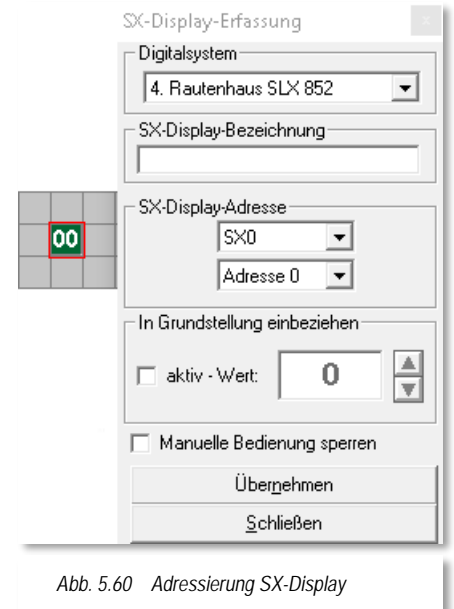 SX-Display-Erfassung
x
Digitalsystem
4. Rautenhaus SLX 852
SX-Display-Bezeichnung
00
SX-Display-Adresse
SX0
Adresse 0
In Grundstellung einbeziehen
aktiv - Wert:
0
Manuelle Bedienung sperren
Übernehmen
Schließen
Abb. 5.60 Adressierung SX-Display